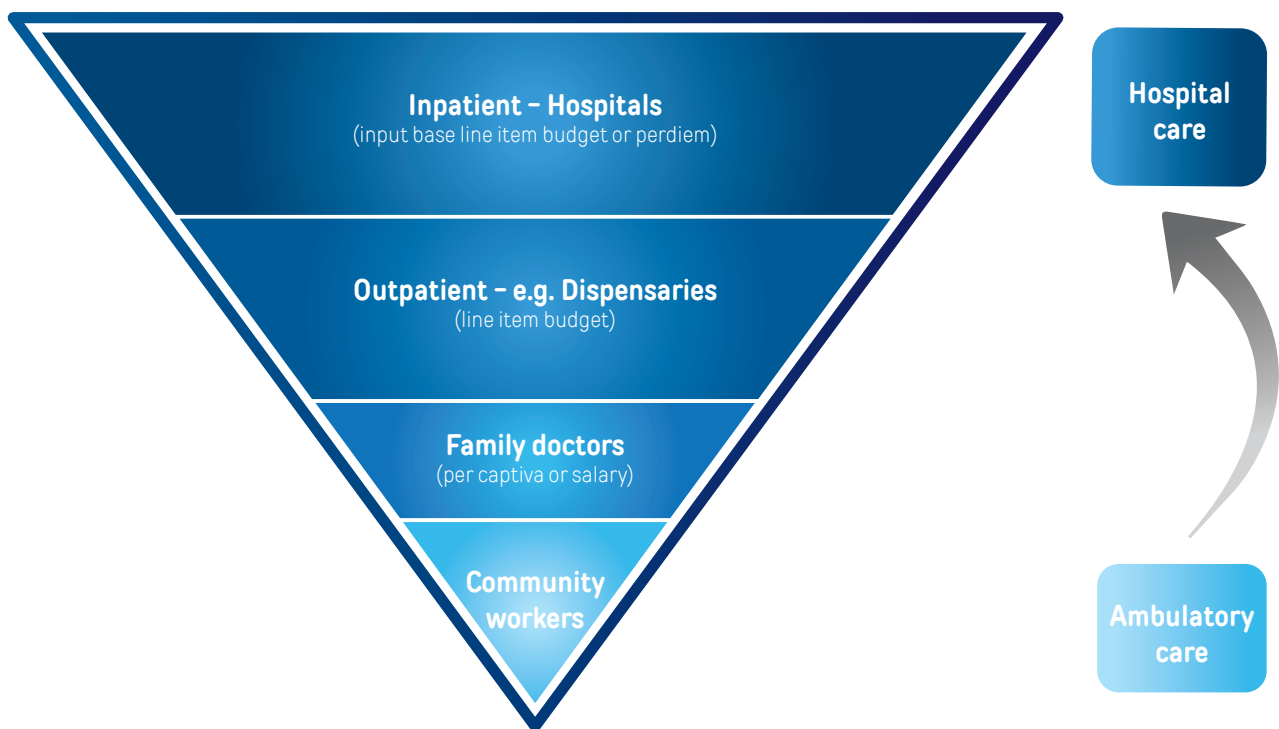 Inpatient – Hospitals
(input base line item budget or perdiem)
Outpatient – e.g. Dispensaries
(line item budget)
Family doctors
(per captiva or salary)
Community
workers
Hospital
care
Ambulatory
care